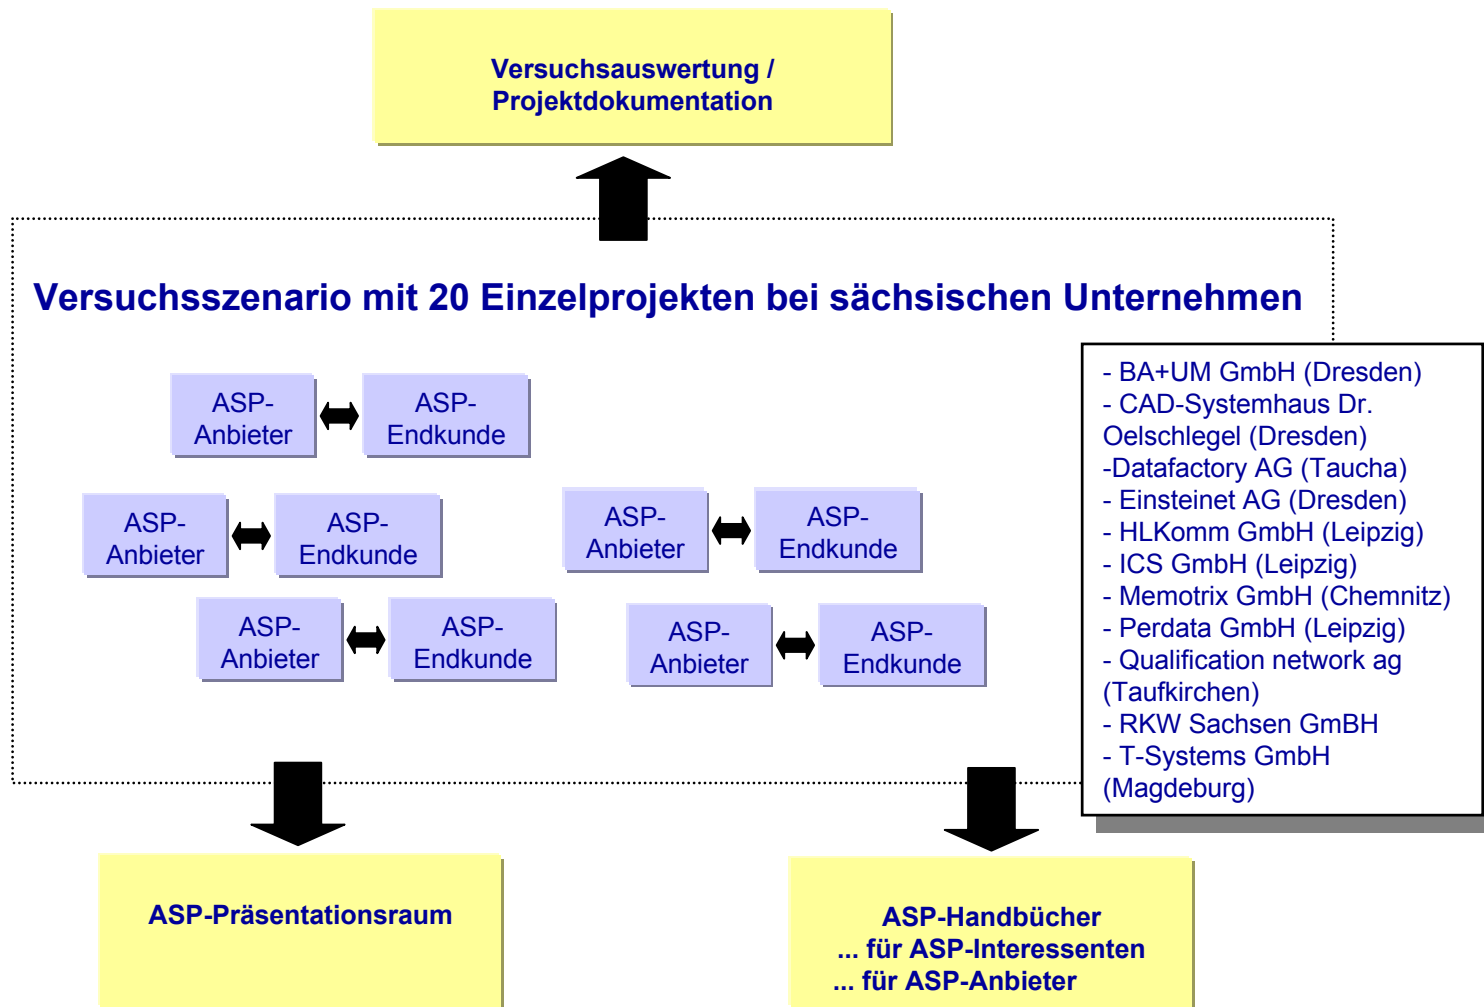 Versuchsauswertung /
Projektdokumentation
Versuchsszenario mit 20 Einzelprojekten bei sächsischen Unternehmen
ASP-
Anbieter
ASP-
Endkunde
ASP-
Anbieter
ASP-
Endkunde
ASP-
Anbieter
ASP-
Endkunde
ASP-
Anbieter
ASP-
Endkunde
ASP-
Anbieter
ASP-
Endkunde
- BA+UM GmbH (Dresden)
- CAD-Systemhaus Dr.
Oelschlegel (Dresden)
-Datafactory AG (Taucha)
- Einsteinet AG (Dresden)
- HLKomm GmbH (Leipzig)
- ICS GmbH (Leipzig)
- Memotrix GmbH (Chemnitz)
- Perdata GmbH (Leipzig)
- Qualification network ag
(Taufkirchen)
- RKW Sachsen GmBH
- T-Systems GmbH
(Magdeburg)
ASP-Präsentationsraum
ASP-Handbücher
... für ASP-Interessenten
... für ASP-Anbieter